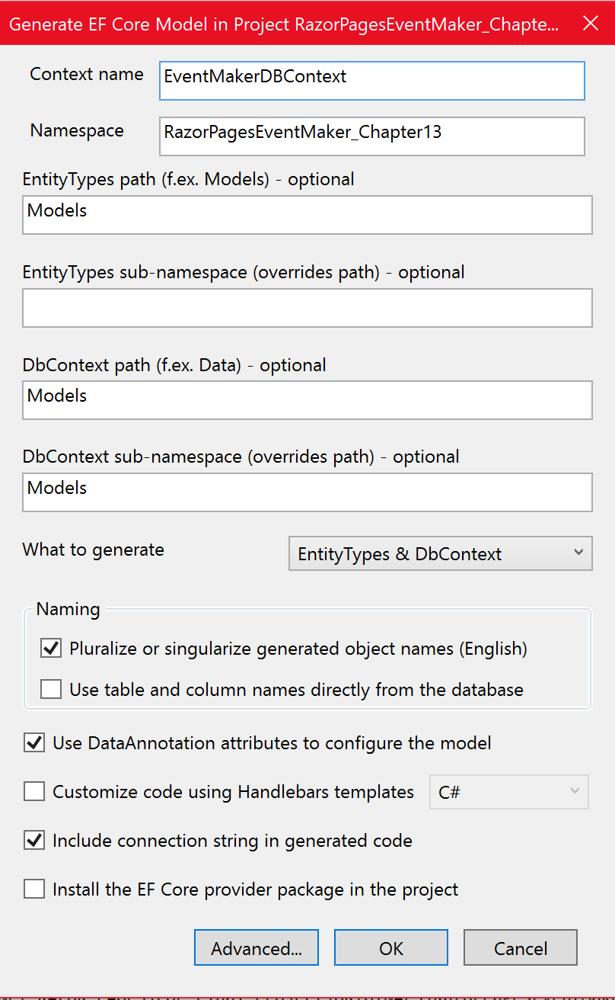 Generate EF Core Model in Project RazorPagesEventMaker_Chapte...
Context name
EventMakerDBContext
Namespace
RazorPagesEventMaker_Chapter13
EntityTypes path (f.ex. Models) - optional
Models
EntityTypes sub-namespace (overrides path) - optional
DbContext path (f.ex. Data) - optional
Models
DbContext sub-namespace (overrides path) - optional
Models
What to generate
EntityTypes & DbContext
Naming
Pluralize or singularize generated object names (English)
Use table and column names directly from the database
Use DataAnnotation attributes to configure the model
Customize code using Handlebars templates
C#
Include connection string in generated code
Install the EF Core provider package in the project
Advanced...
OK
Cancel